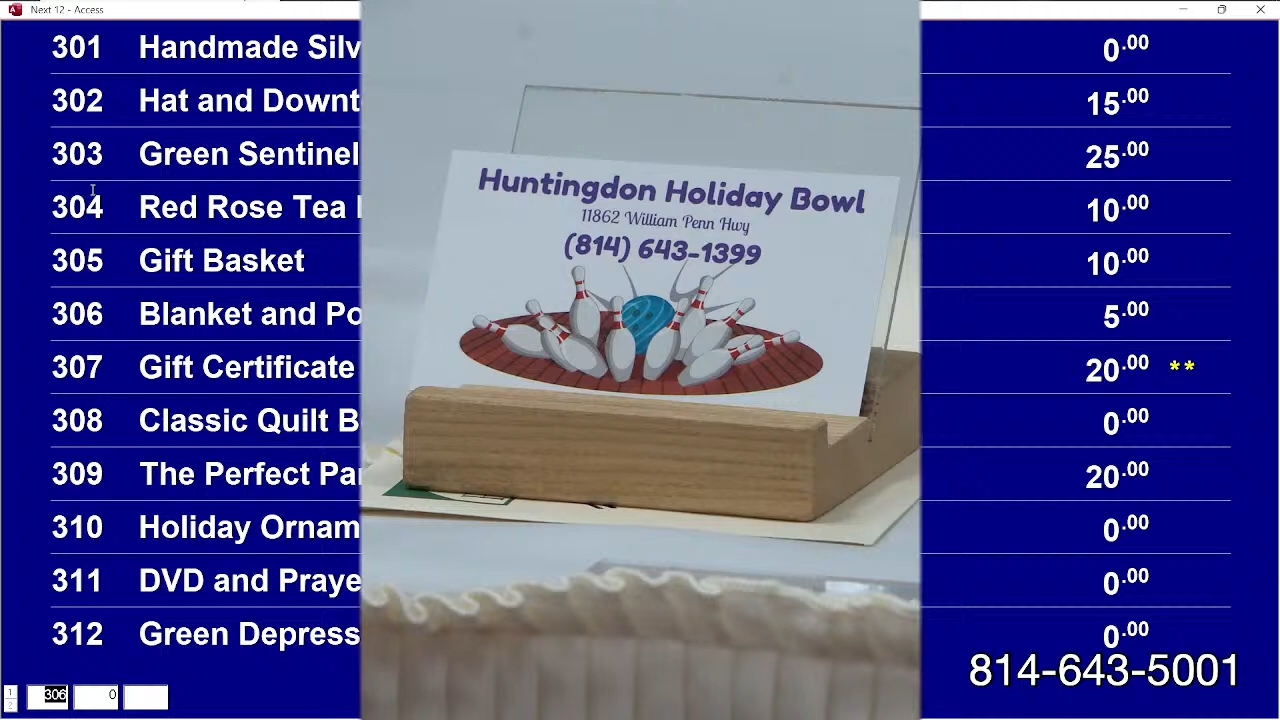 Next 12 - Access
301 Handmade Silv 0.00
302 Hat and Downt 15.00
303 Green Sentinel 25.00
304 Red Rose Tea 10.00
305 Gift Basket 10.00
306 Blanket and Po 5.00
307 Gift Certificate 20.00 **
308 Classic Quilt B 0.00
309 The Perfect Pa 20.00
310 Holiday Ornam 0.00
311 DVD and Praye 0.00
312 Green Depress 0.00
Huntingdon Holiday Bowl
11862 William Penn Hwy
(814) 643-1399
814-643-5001
1
2
306 0